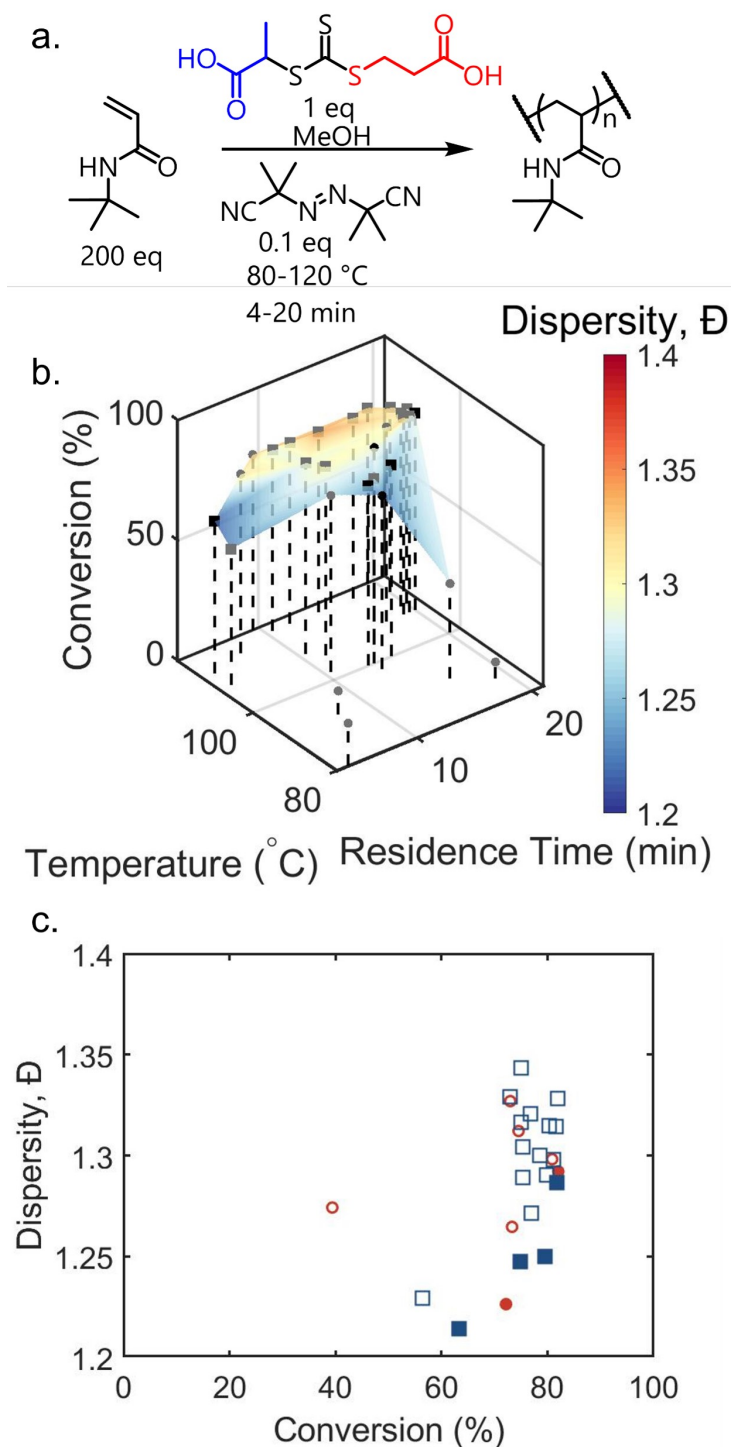 a.
S
O
HO
O
S
S
OH
1 eq
MeOH
HN
O
NC
N=N
CN
0.1 eq
200 eq
80-120 °C
4-20 min
n
HN
O
b.
Dispersity, Đ
1.4
1.35
1.3
1.25
1.2
Conversion (%)
100
50
0
100
80
10
20
Temperature (°C)
Residence Time (min)
c.
Dispersity, Đ
1.4
1.35
1.3
1.25
1.2
0
20
40
60
80
100
Conversion (%)